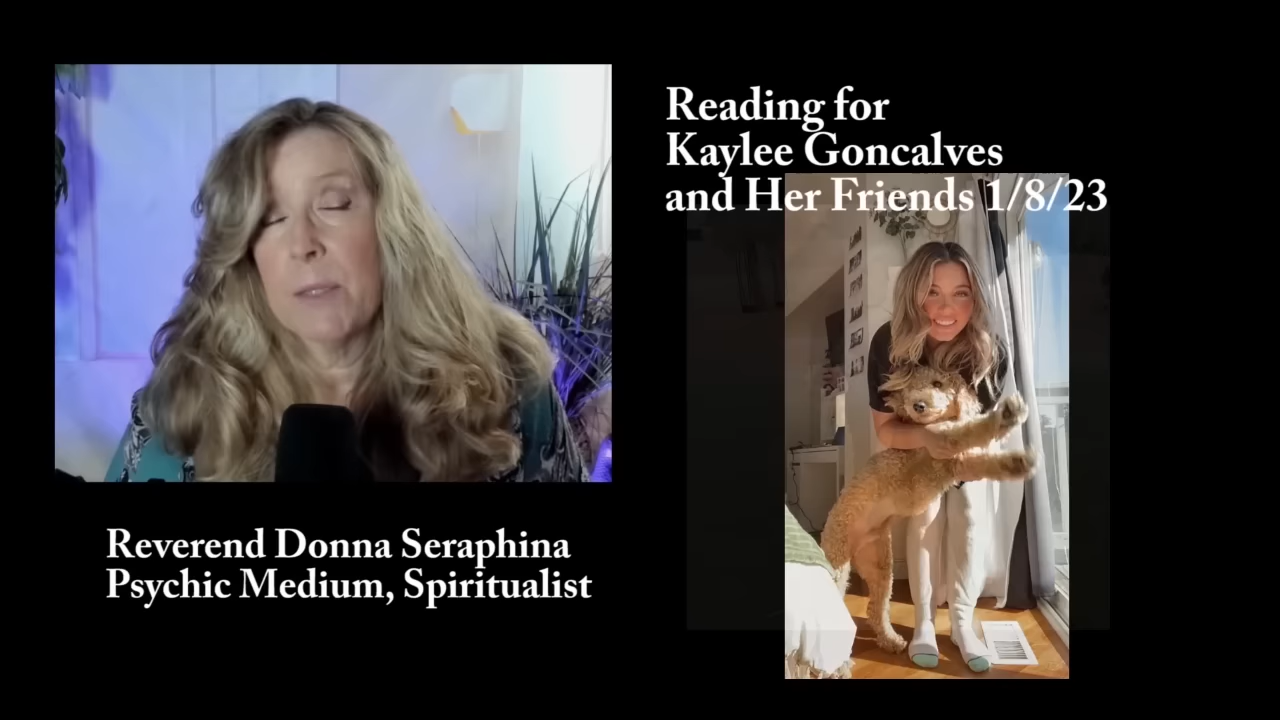 Reading for
Kaylee Goncalves
and Her Friends 1/8/23
Reverend Donna Seraphina
Psychic Medium, Spiritualist